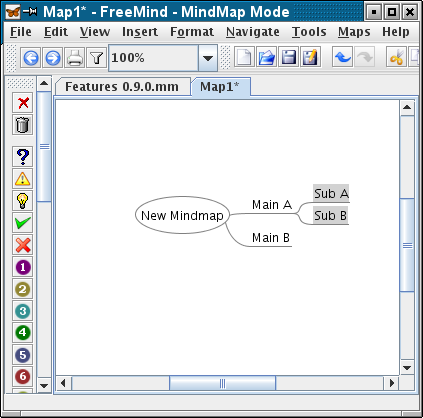 Map1* - FreeMind - MindMap Mode
File Edit View Insert Format Navigate Tools Maps Help
100%
Features 0.9.0.mm Map1*
Sub A
Main A
New Mindmap
Sub B
Main B
?
1
2
3
4
5
6